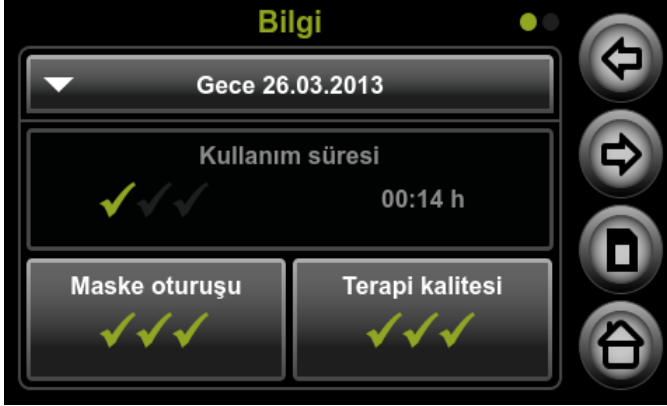 Bilgi
Gece 26.03.2013
Kullanım süresi
00:14 h
Maske oturuşu
Terapi kalitesi